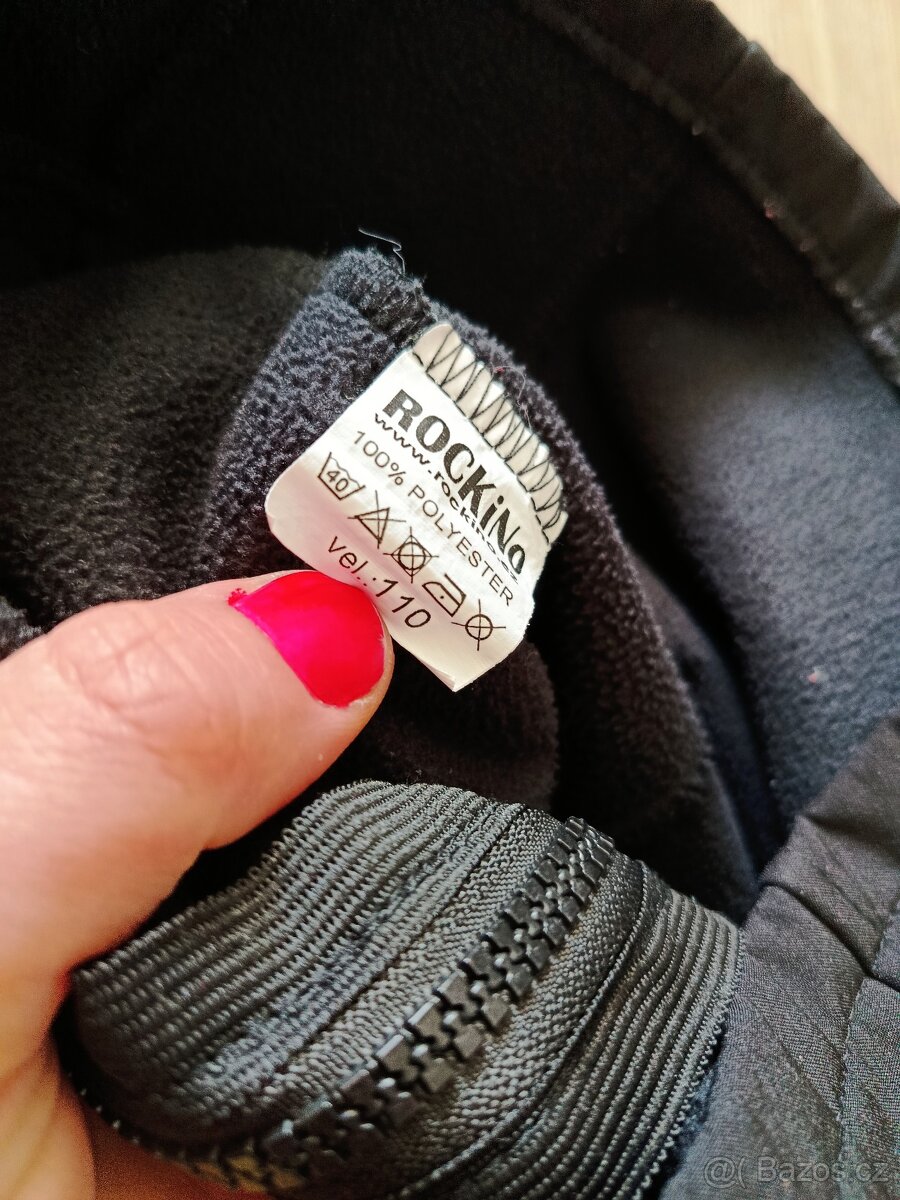 ROCKiNo
www.rockino
100% POLYESTER
40
vel.:110
@( Bazos.cz